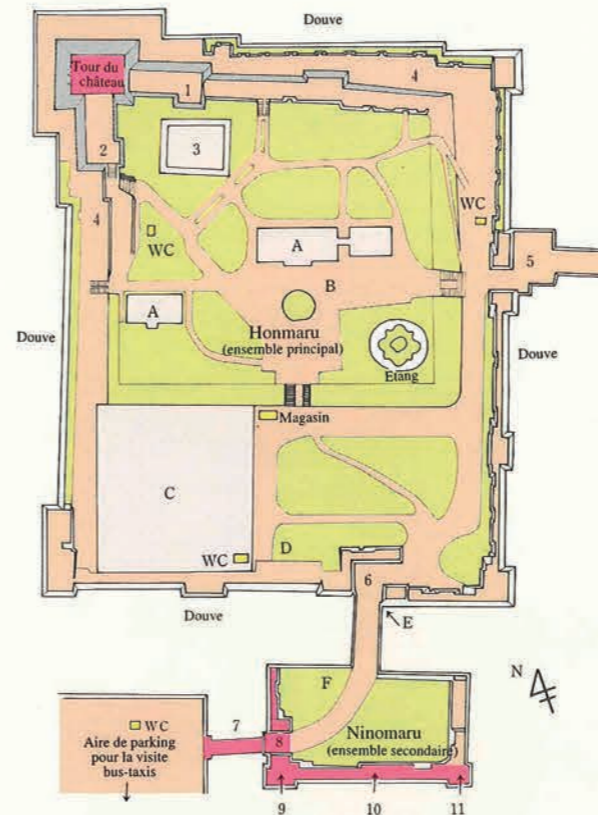 Douve
Tour du
château
1
4
2
3
4
WC
WC
A
5
B
A
Honmaru
(ensemble principal)
Douve
Douve
Etang
Magasin
C
D
WC
6
Douve
E
F
N
7
WC
8
Ninomaru
(ensemble secondaire)
Aire de parking
pour la visite
bus-taxis
9
10
11